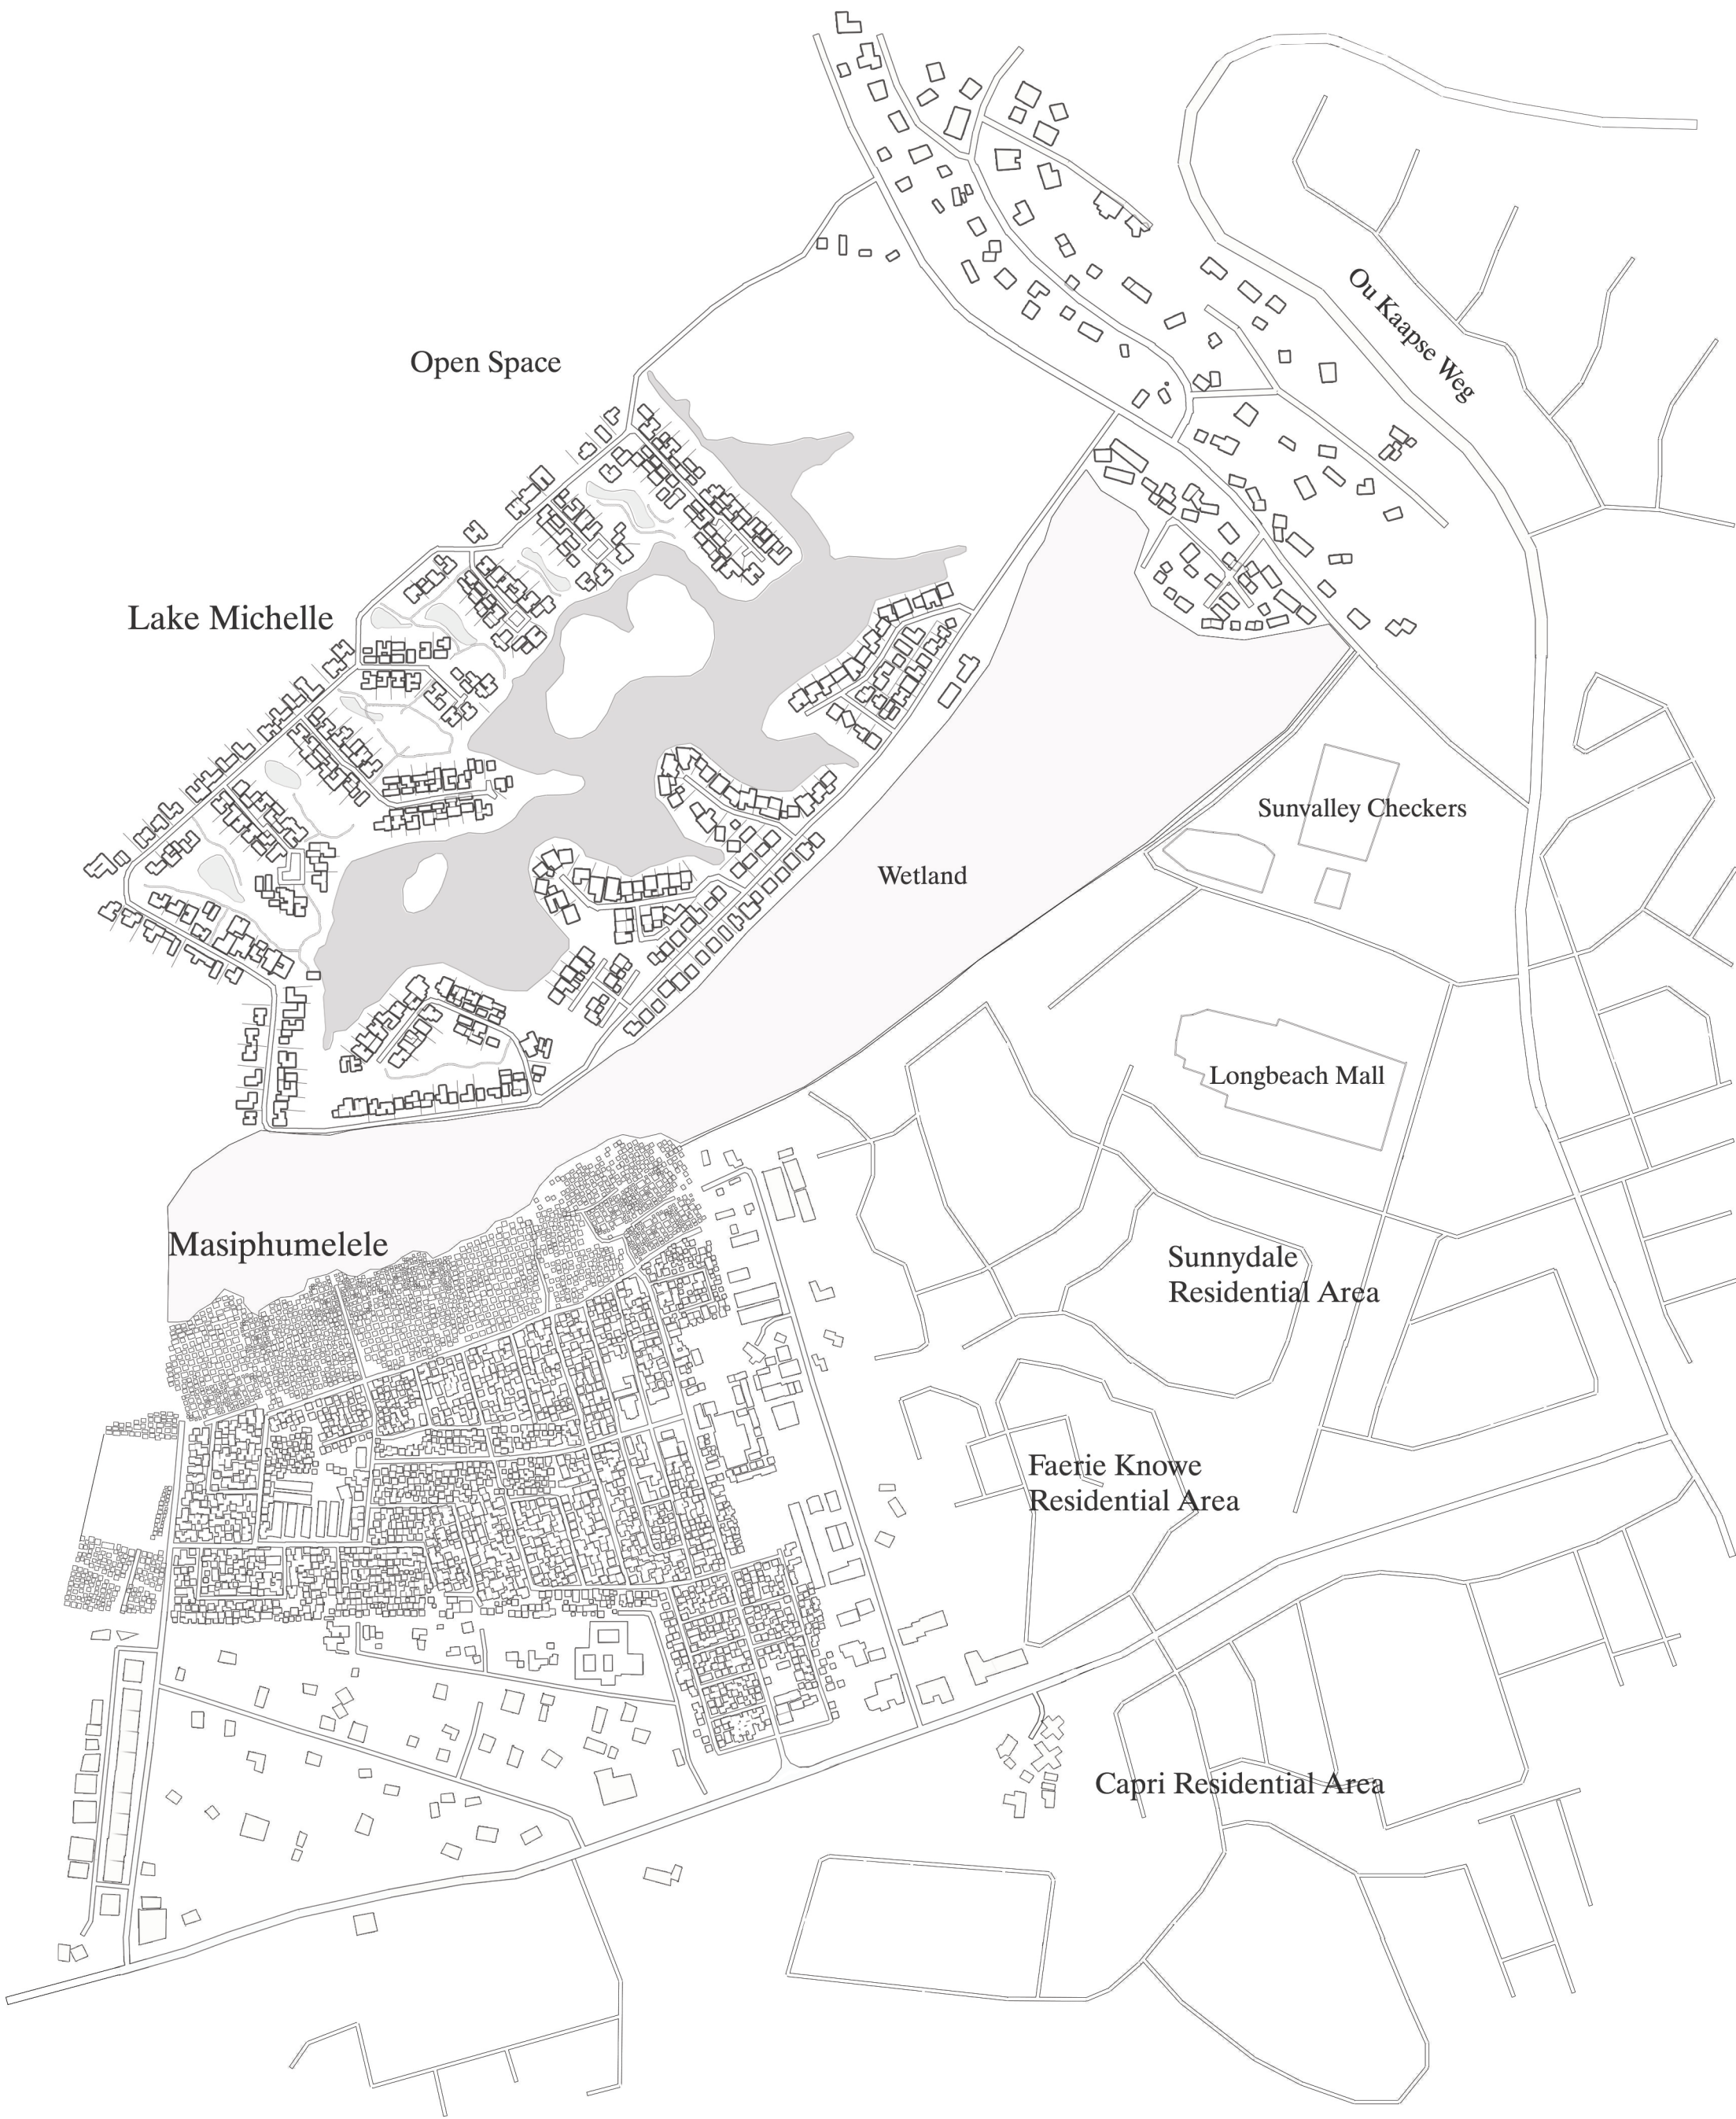 Ou Kaapse Weg
Open Space
Lake Michelle
Sunvalley Checkers
Wetland
Longbeach Mall
Masiphumelele
Sunnydale
Residential Area
Faerie Knowe
Residential Area
Capri Residential Area